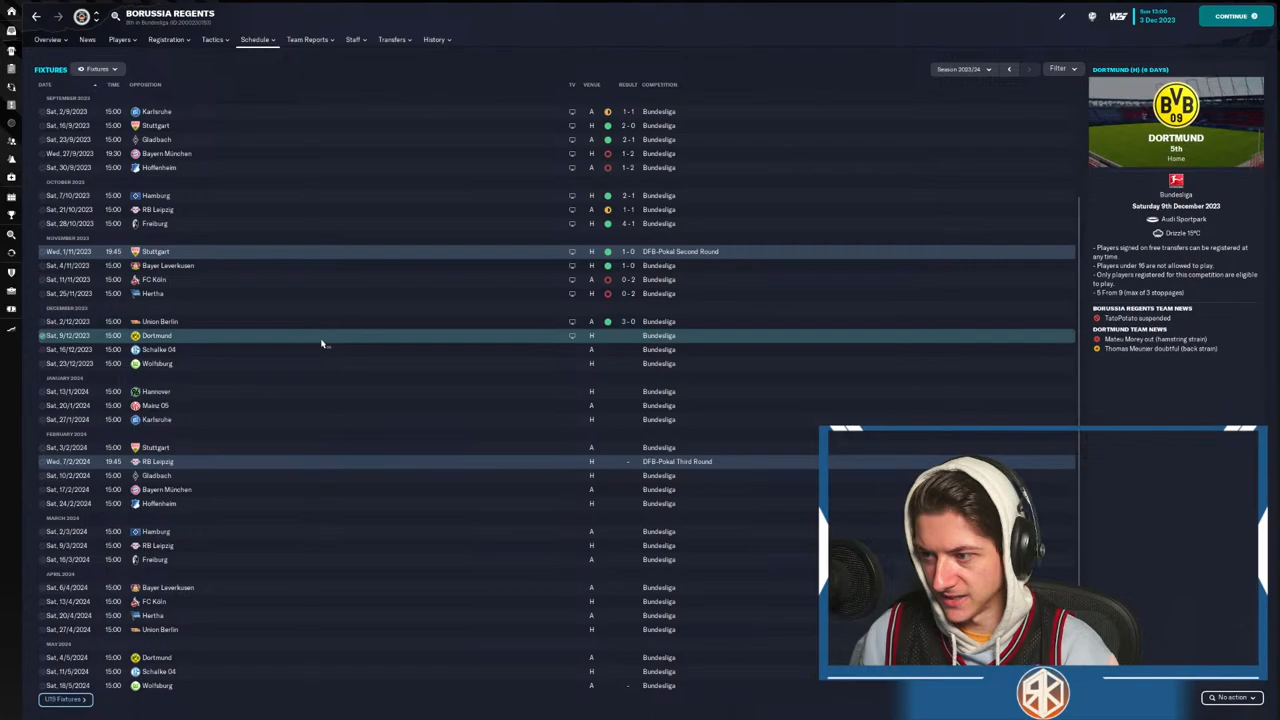 BORUSSIA REGENTS
8th in Bundesliga
Sun 13:00
3 Dec 2023
CONTINUE
Overview
News
Players
Registration
Tactics
Schedule
Team Reports
Staff
Transfers
History
FIXTURES
Fixtures
Season 2023/24
Filter
DATE TIME OPPOSITION TV VENUE RESULT COMPETITION
SEPTEMBER 2023
Sat, 2/9/2023 15:00 Karlsruhe A 1 - 1 Bundesliga
Sat, 16/9/2023 15:00 Stuttgart H 2 - 0 Bundesliga
Sat, 23/9/2023 15:00 Gladbach A 2 - 1 Bundesliga
Wed, 27/9/2023 19:30 Bayern München H 1 - 2 Bundesliga
Sat, 30/9/2023 15:00 Hoffenheim A 1 - 2 Bundesliga
OCTOBER 2023
Sat, 7/10/2023 15:00 Hamburg H 2 - 1 Bundesliga
Sat, 21/10/2023 15:00 RB Leipzig A 1 - 1 Bundesliga
Sat, 28/10/2023 15:00 Freiburg H 4 - 1 Bundesliga
NOVEMBER 2023
Wed, 1/11/2023 19:45 Stuttgart H 1 - 0 DFB-Pokal Second Round
Sat, 4/11/2023 15:00 Bayer Leverkusen H 1 - 0 Bundesliga
Sat, 11/11/2023 15:00 FC Köln A 0 - 2 Bundesliga
Sat, 25/11/2023 15:00 Hertha H 0 - 2 Bundesliga
DECEMBER 2023
Sat, 2/12/2023 15:00 Union Berlin A 3 - 0 Bundesliga
Sat, 9/12/2023 15:00 Dortmund H Bundesliga
Sat, 16/12/2023 15:00 Schalke 04 A Bundesliga
Sat, 23/12/2023 15:00 Wolfsburg H Bundesliga
JANUARY 2024
Sat, 13/1/2024 15:00 Hannover H Bundesliga
Sat, 20/1/2024 15:00 Mainz 05 A Bundesliga
Sat, 27/1/2024 15:00 Karlsruhe H Bundesliga
FEBRUARY 2024
Sat, 3/2/2024 15:00 Stuttgart A Bundesliga
Wed, 7/2/2024 19:45 RB Leipzig H - DFB-Pokal Third Round
Sat, 10/2/2024 15:00 Gladbach H Bundesliga
Sat, 17/2/2024 15:00 Bayern München A Bundesliga
Sat, 24/2/2024 15:00 Hoffenheim H Bundesliga
MARCH 2024
Sat, 2/3/2024 15:00 Hamburg A Bundesliga
Sat, 9/3/2024 15:00 RB Leipzig H Bundesliga
Sat, 16/3/2024 15:00 Freiburg A Bundesliga
APRIL 2024
Sat, 6/4/2024 15:00 Bayer Leverkusen A Bundesliga
Sat, 13/4/2024 15:00 FC Köln H Bundesliga
Sat, 20/4/2024 15:00 Hertha A Bundesliga
Sat, 27/4/2024 15:00 Union Berlin H Bundesliga
MAY 2024
Sat, 4/5/2024 15:00 Dortmund A Bundesliga
Sat, 11/5/2024 15:00 Schalke 04 H Bundesliga
Sat, 18/5/2024 15:00 Wolfsburg A - Bundesliga
U19 Fixtures >
DORTMUND (H) (6 DAYS)
BVB
09
DORTMUND
5th
Home
Bundesliga
Saturday 9th December 2023
Audi Sportpark
Drizzle 15°C
- Players signed on free transfers can be registered at
any time.
- Players under 16 are not allowed to play.
- Only players registered for this competition are eligible
to play.
- 5 From 9 (max of 3 stoppages)
BORUSSIA REGENTS TEAM NEWS
TatoPotato suspended
DORTMUND TEAM NEWS
Mateu Morey out (hamstring strain)
Thomas Meunier doubtful (back strain)
No action